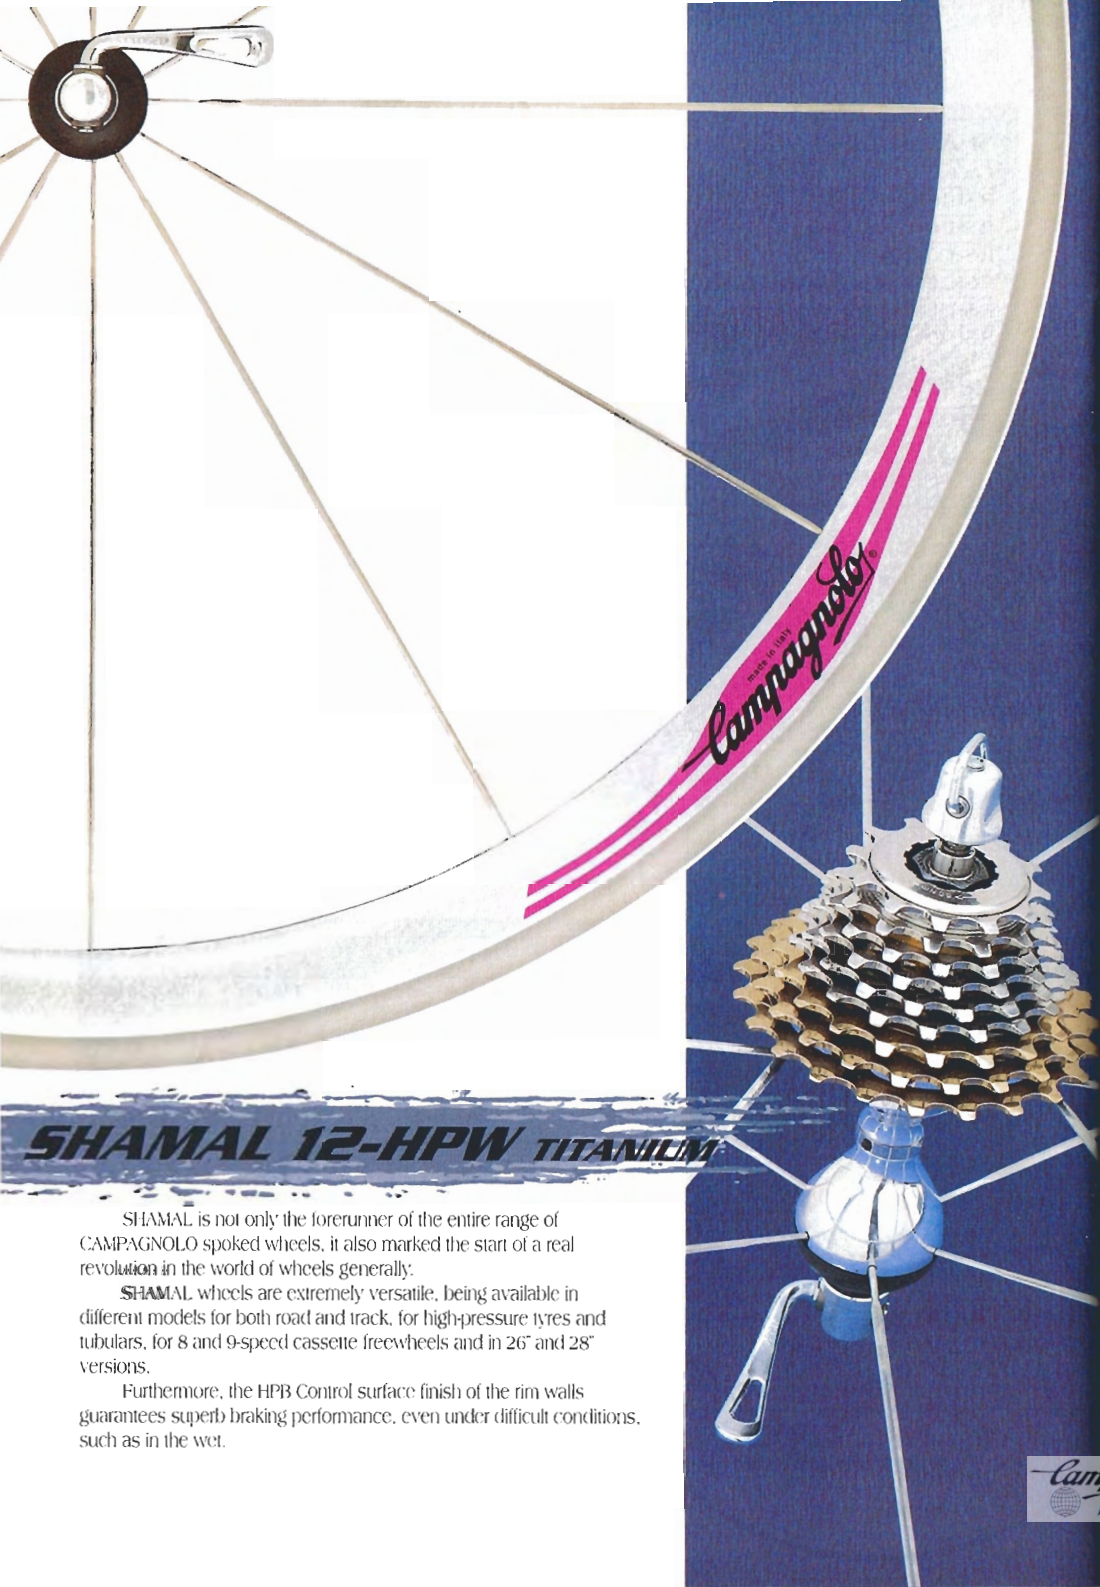 made in italy
Campagnolo®
SHAMAL 12-HPW TITANIUM
SHAMAL is not only the forerunner of the entire range of
CAMPAGNOLO spoked wheels, it also marked the start of a real
revolution in the world of wheels generally.
SHAMAL wheels are extremely versatile, being available in
different models for both road and track, for high-pressure tyres and
tubulars, for 8 and 9-speed cassette freewheels and in 26" and 28"
versions.
Furthermore, the HPB Control surface finish of the rim walls
guarantees superb braking performance, even under difficult conditions,
such as in the wet.
Camp